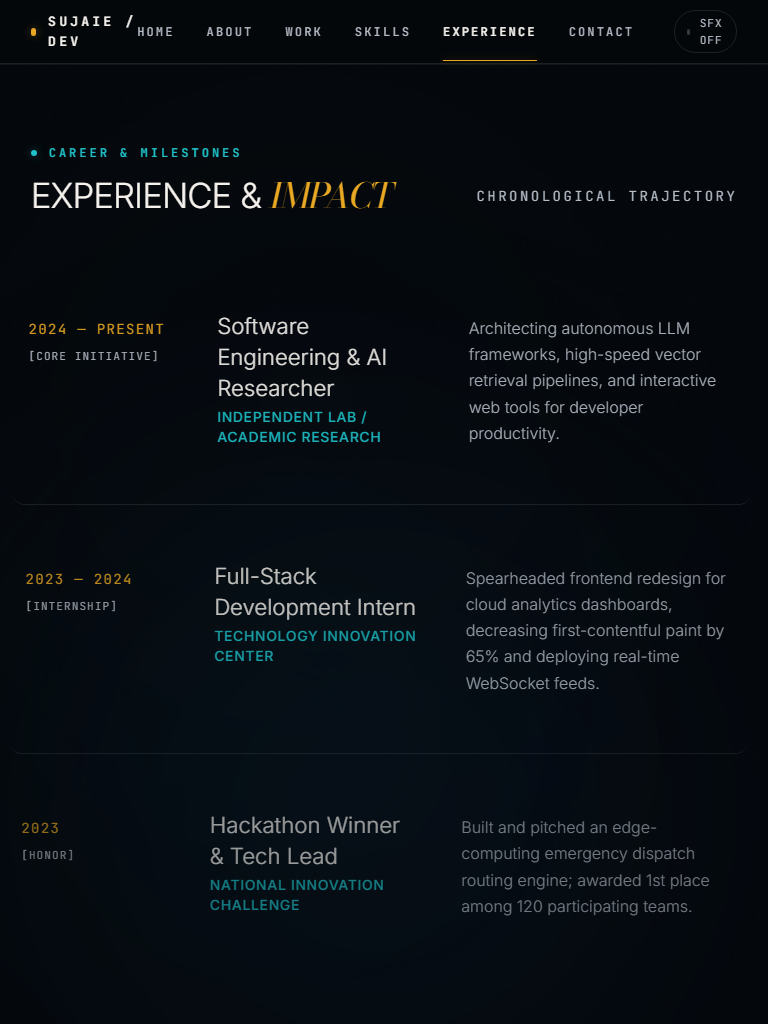 SUJAIE /
DEV
HOME ABOUT WORK SKILLS EXPERIENCE CONTACT
SFX
OFF
CAREER & MILESTONES
EXPERIENCE & IMPACT
CHRONOLOGICAL TRAJECTORY
2024 — PRESENT
[CORE INITIATIVE]
Software
Engineering & AI
Researcher
INDEPENDENT LAB /
ACADEMIC RESEARCH
Architecting autonomous LLM
frameworks, high-speed vector
retrieval pipelines, and interactive
web tools for developer
productivity.
2023 — 2024
[INTERNSHIP]
Full-Stack
Development Intern
TECHNOLOGY INNOVATION
CENTER
Spearheaded frontend redesign for
cloud analytics dashboards,
decreasing first-contentful paint by
65% and deploying real-time
WebSocket feeds.
2023
[HONOR]
Hackathon Winner
& Tech Lead
NATIONAL INNOVATION
CHALLENGE
Built and pitched an edge-
computing emergency dispatch
routing engine; awarded 1st place
among 120 participating teams.